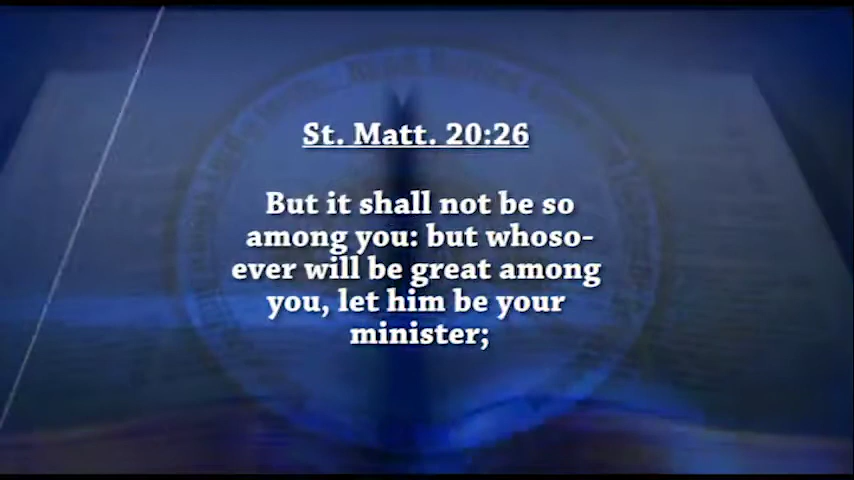 St. Matt. 20:26
But it shall not be so
among you: but whoso-
ever will be great among
you, let him be your
minister;